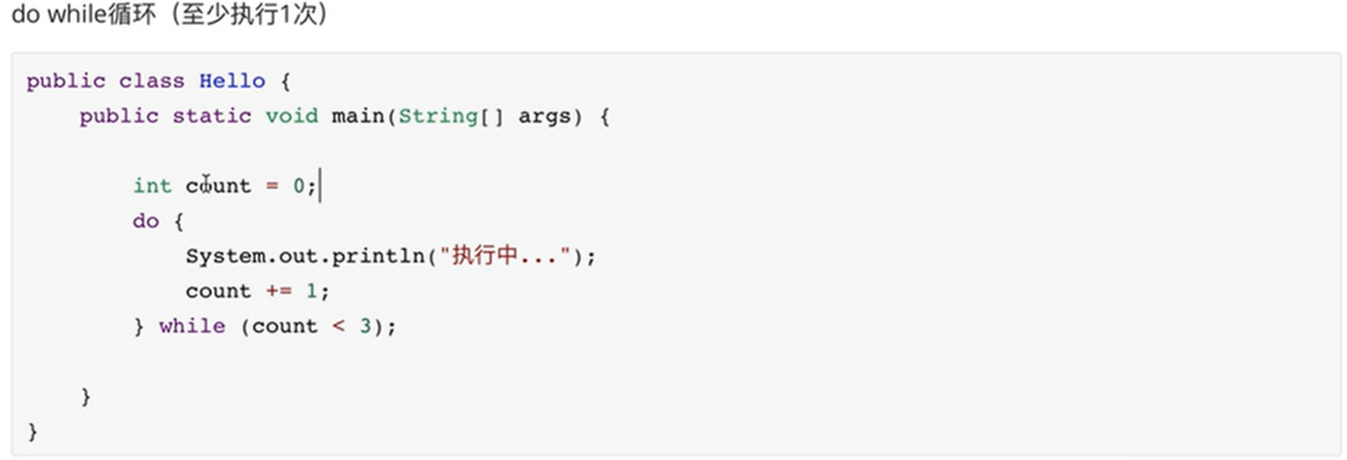 do while循环（至少执行1次）
public class Hello {
    public static void main(String[] args) {
        int count = 0;
        do {
            System.out.println("执行中...");
            count += 1;
        } while (count < 3);
    }
}